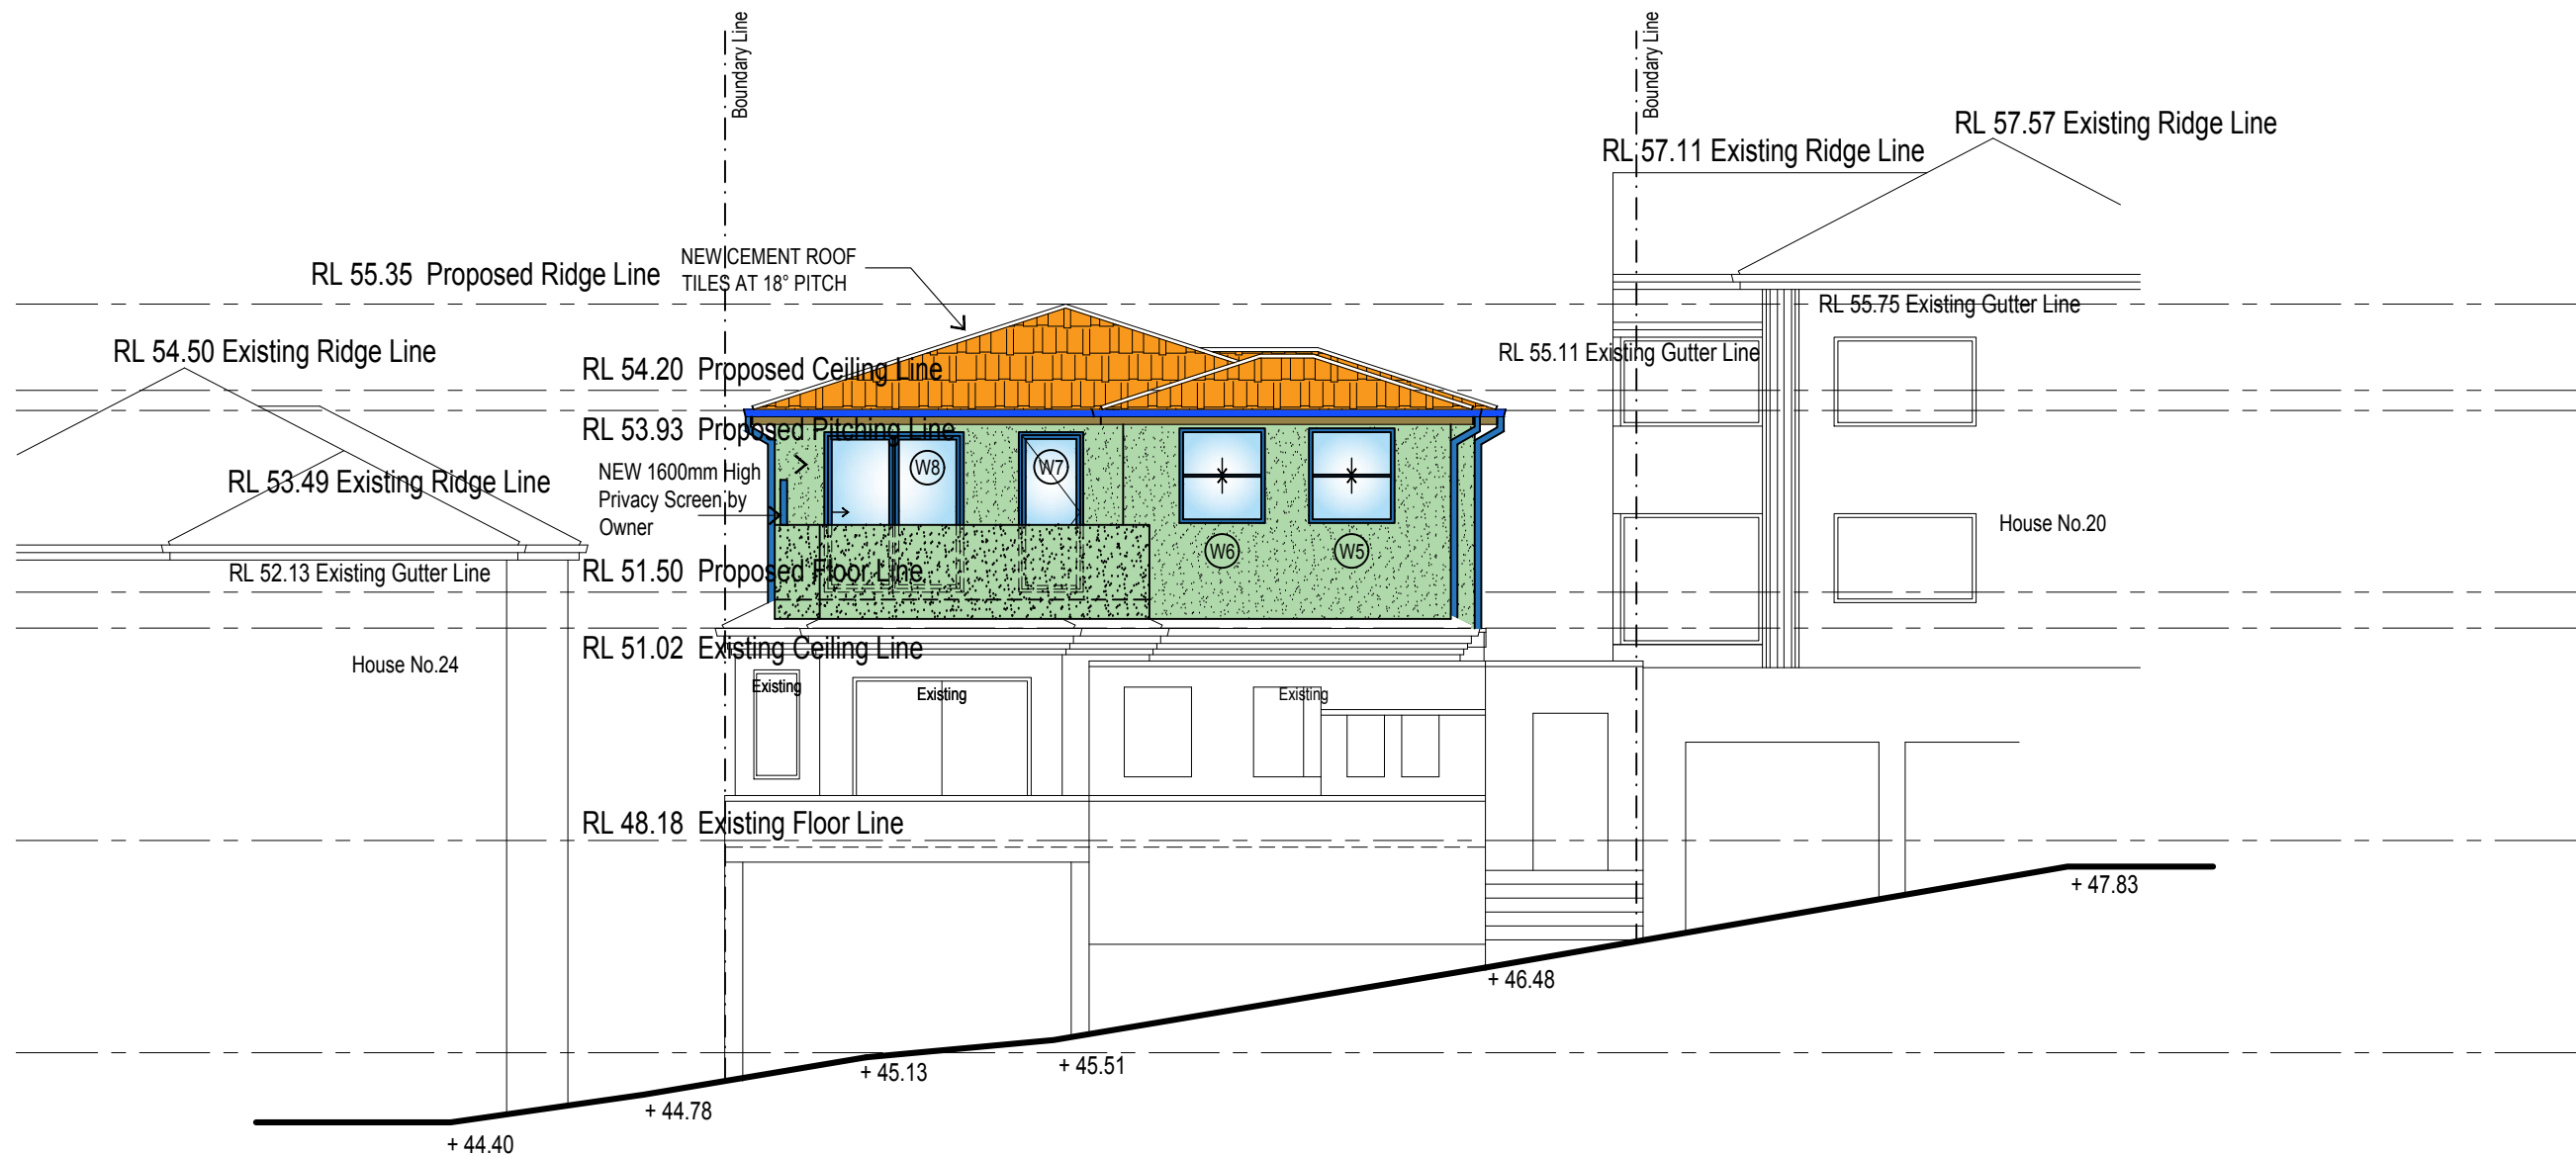 Boundary Line
Boundary Line
RL 57.57 Existing Ridge Line
RL 57.11 Existing Ridge Line
NEW CEMENT ROOF
TILES AT 18° PITCH
RL 55.35 Proposed Ridge Line
RL 55.75 Existing Gutter Line
RL 54.50 Existing Ridge Line
RL 55.11 Existing Gutter Line
RL 54.20 Proposed Ceiling Line
RL 53.93 Proposed Pitching Line
W8
W7
NEW 1600mm High
Privacy Screen by
Owner
RL 53.49 Existing Ridge Line
House No.20
W6
W5
RL 52.13 Existing Gutter Line
RL 51.50 Proposed Floor Line
RL 51.02 Existing Ceiling Line
House No.24
Existing
Existing
Existing
RL 48.18 Existing Floor Line
+ 47.83
+ 46.48
+ 45.51
+ 45.13
+ 44.78
+ 44.40